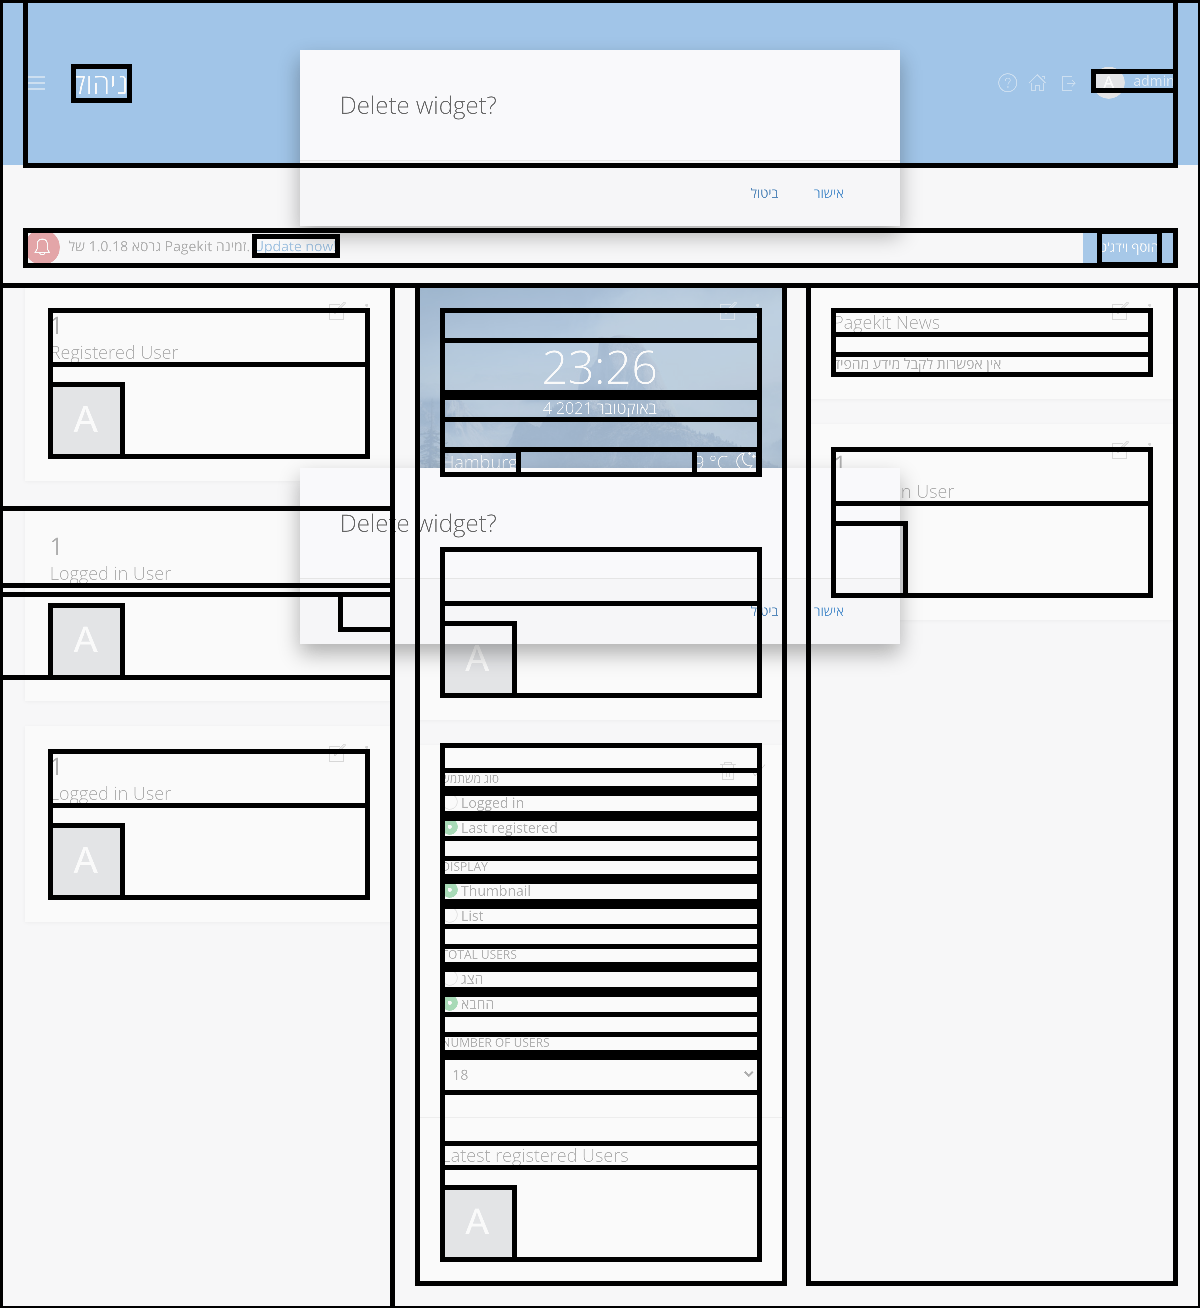 ניהול
A admin
Delete widget?
ביטול אישור
גרסא 1.0.18 של Pagekit זמינה. Update now
הוסף וידג'ט
1
Registered User
A
1
Logged in User
A
1
Logged in User
A
23:26
4 באוקטובר 2021
Hamburg
9 °C
Delete widget?
ביטול אישור
A
סוג משתמש
Logged in
Last registered
DISPLAY
Thumbnail
List
TOTAL USERS
הצג
החבא
NUMBER OF USERS
18
Latest registered Users
A
Pagekit News
אין אפשרות לקבל מידע מהפיד
1
n User